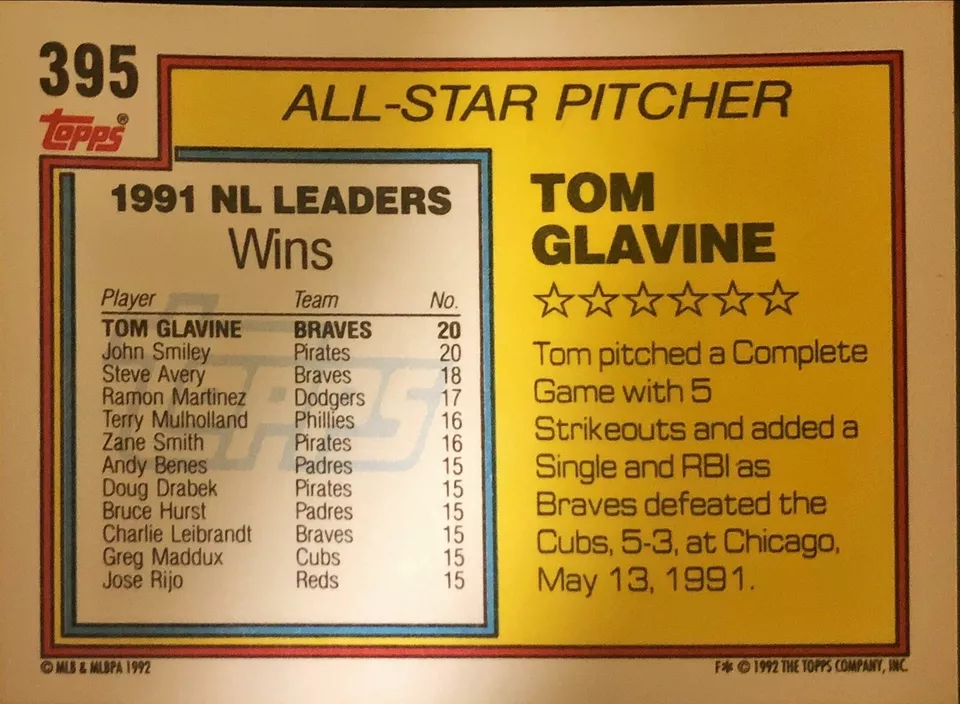 395
Topps®
ALL-STAR PITCHER
1991 NL LEADERS
Wins
Player Team No.
TOM GLAVINE BRAVES 20
John Smiley Pirates 20
Steve Avery Braves 18
Ramon Martinez Dodgers 17
Terry Mulholland Phillies 16
Zane Smith Pirates 16
Andy Benes Padres 15
Doug Drabek Pirates 15
Bruce Hurst Padres 15
Charlie Leibrandt Braves 15
Greg Maddux Cubs 15
Jose Rijo Reds 15
TOPPS
TOM
GLAVINE
☆☆☆☆☆☆
Tom pitched a Complete
Game with 5
Strikeouts and added a
Single and RBI as
Braves defeated the
Cubs, 5-3, at Chicago,
May 13, 1991.
© MLB & MLBPA 1992
F* © 1992 THE TOPPS COMPANY, INC.